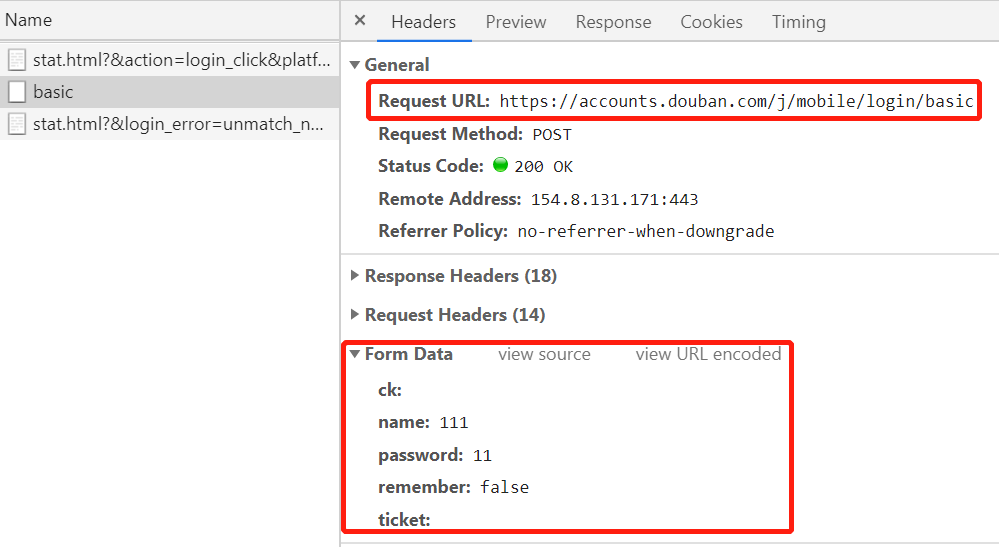 Name
stat.html?&action=login_click&platf...
basic
stat.html?&login_error=unmatch_n...
× Headers Preview Response Cookies Timing
▼ General
Request URL: https://accounts.douban.com/j/mobile/login/basic
Request Method: POST
Status Code: 200 OK
Remote Address: 154.8.131.171:443
Referrer Policy: no-referrer-when-downgrade
▶ Response Headers (18)
▶ Request Headers (14)
▼ Form Data view source view URL encoded
ck:
name: 111
password: 11
remember: false
ticket: